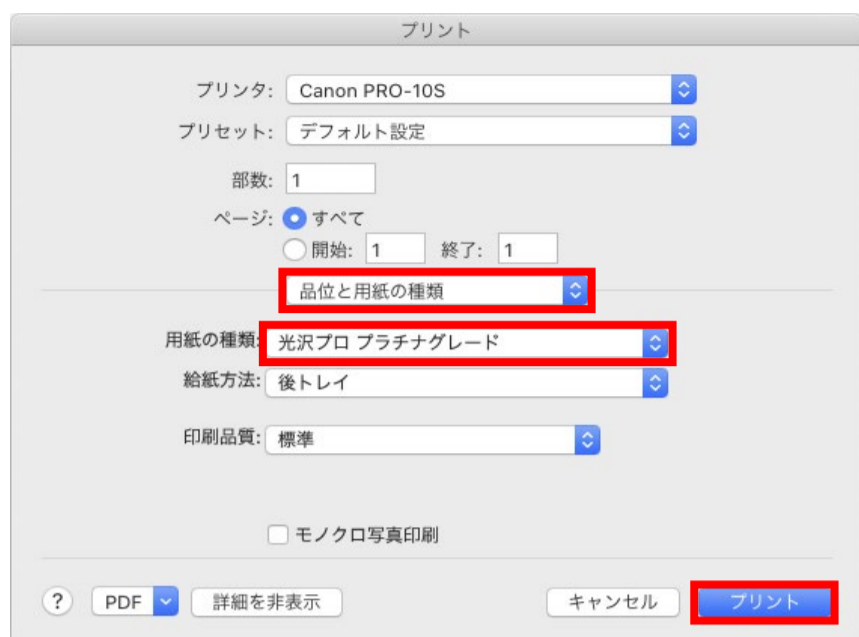 プリント
プリンタ: Canon PRO-10S
プリセット: デフォルト設定
部数: 1
ページ: すべて
開始: 1 終了: 1
品位と用紙の種類
用紙の種類: 光沢プロ プラチナグレード
給紙方法: 後トレイ
印刷品質: 標準
モノクロ写真印刷
? PDF 詳細を非表示 キャンセル プリント